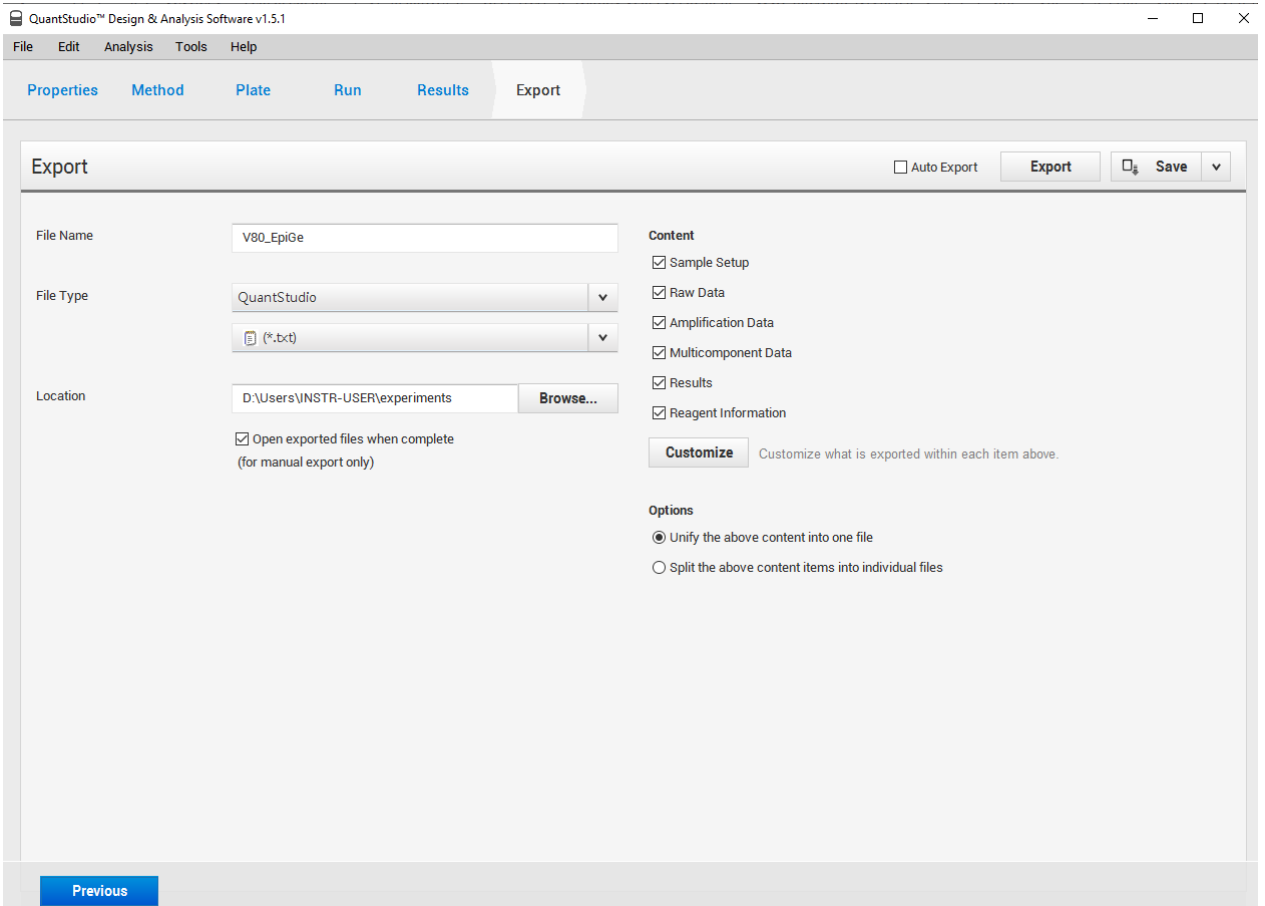 QuantStudio™ Design & Analysis Software v1.5.1
File Edit Analysis Tools Help
Properties Method Plate Run Results Export
Export
Auto Export Export Save
File Name V80_EpiGe
File Type QuantStudio
(*.txt)
Location D:\Users\INSTR-USER\experiments Browse...
Open exported files when complete
(for manual export only)
Content
Sample Setup
Raw Data
Amplification Data
Multicomponent Data
Results
Reagent Information
Customize Customize what is exported within each item above.
Options
Unify the above content into one file
Split the above content items into individual files
Previous